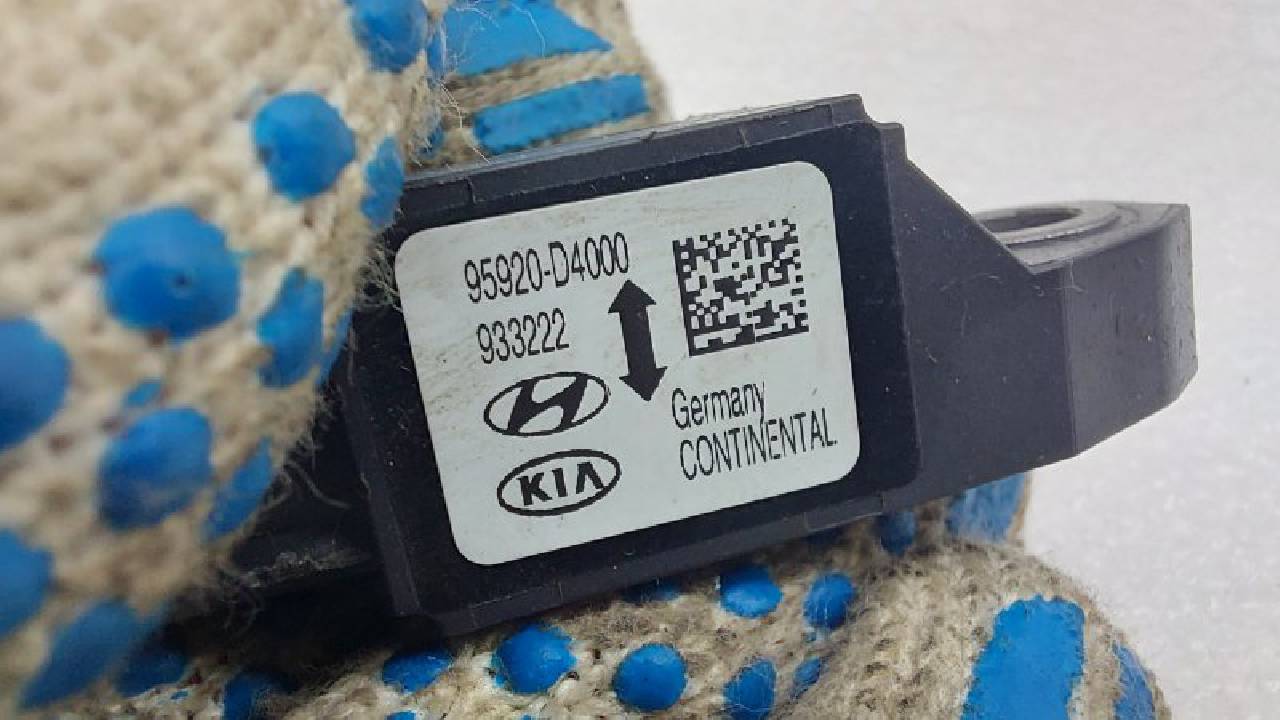 95920-D4000
933222
KIA
Germany
CONTINENTAL